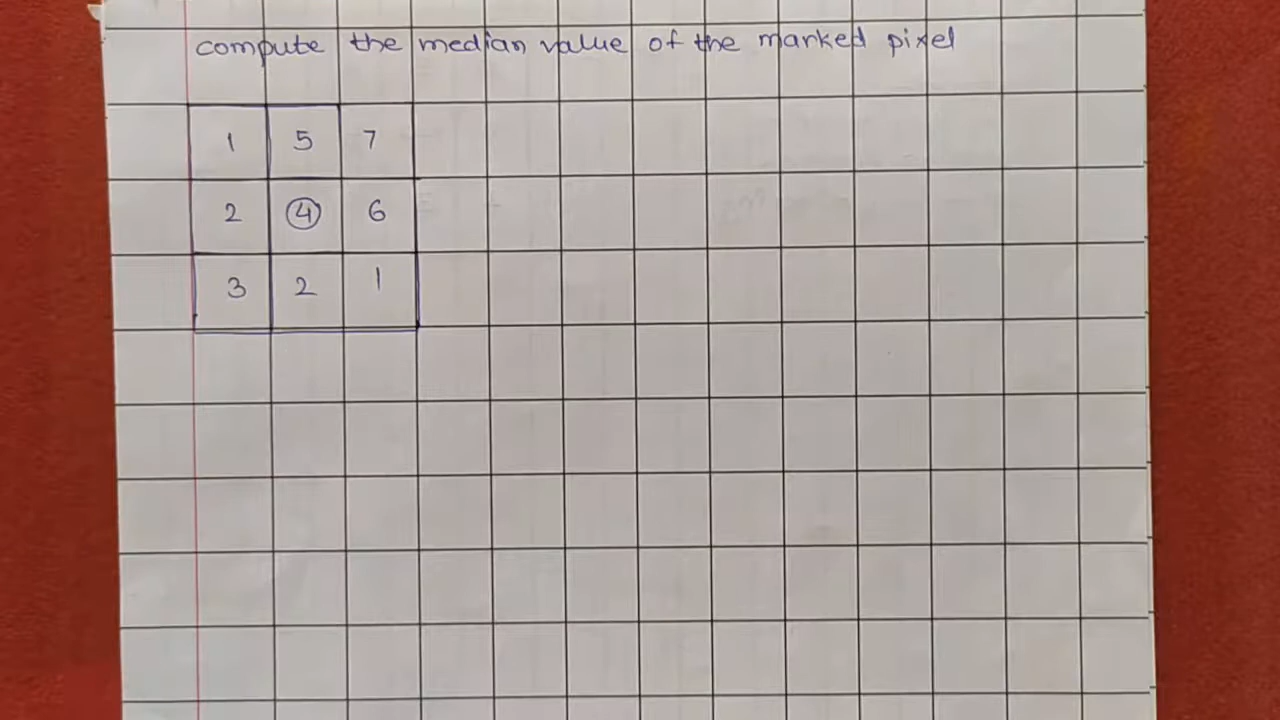 compute the median value of the marked pixel
1 5 7
2 4 6
3 2 1